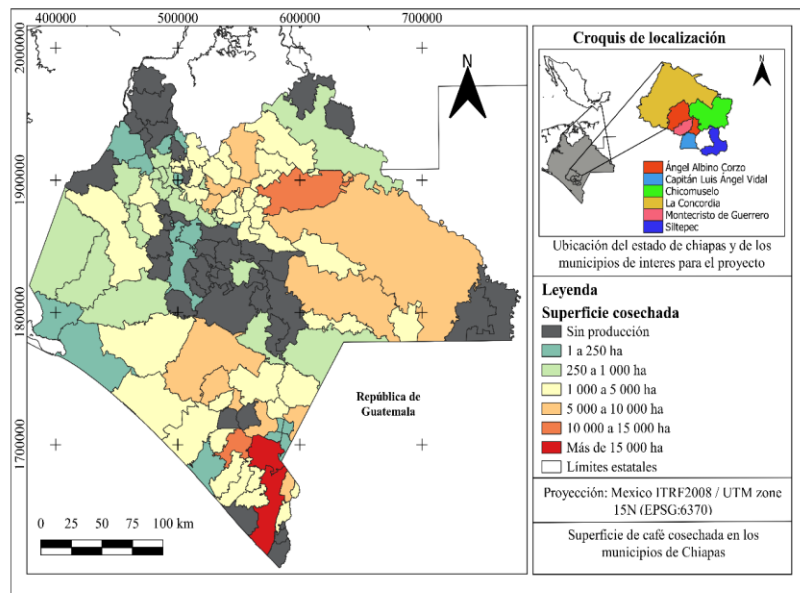 400000 500000 600000 700000
2000000
1900000
1800000
1700000
N
República de
Guatemala
0 25 50 75 100 km
Croquis de localización
N
Ángel Albino Corzo
Capitán Luis Ángel Vidal
Chicomuselo
La Concordia
Montecristo de Guerrero
Siltepec
Ubicación del estado de chiapas y de los
municipios de interes para el proyecto
Leyenda
Superficie cosechada
Sin producción
1 a 250 ha
250 a 1 000 ha
1 000 a 5 000 ha
5 000 a 10 000 ha
10 000 a 15 000 ha
Más de 15 000 ha
Límites estatales
Proyección: Mexico ITRF2008 / UTM zone
15N (EPSG:6370)
Superficie de café cosechada en los
municipios de Chiapas